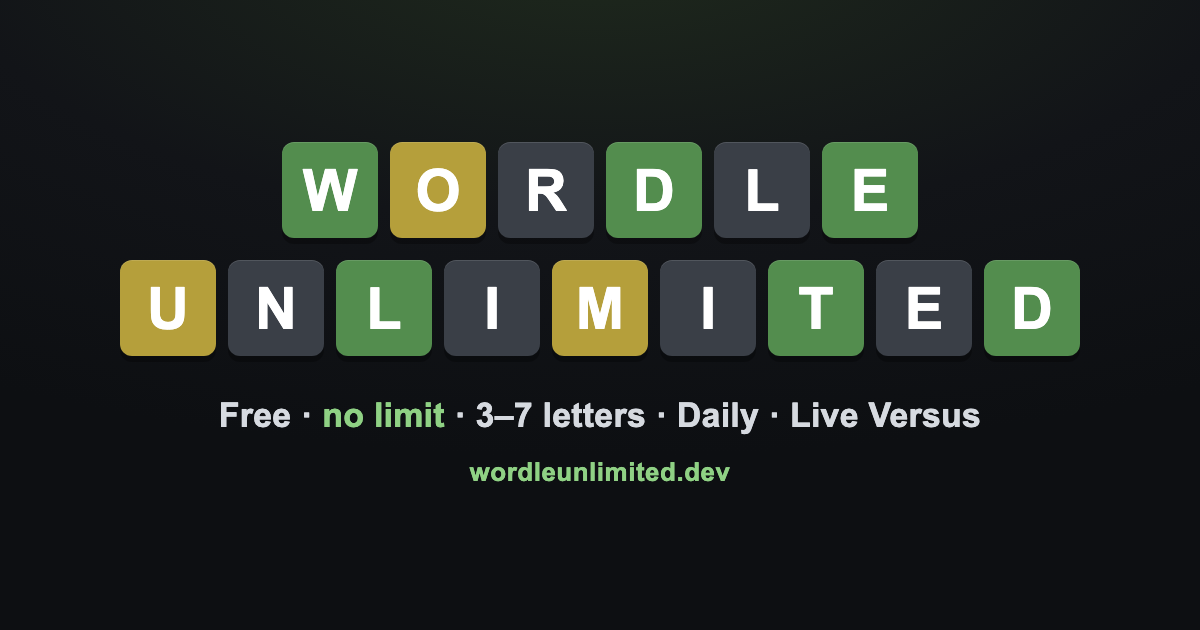 WORDLE
UNLIMITED
Free · no limit · 3–7 letters · Daily · Live Versus
wordleunlimited.dev